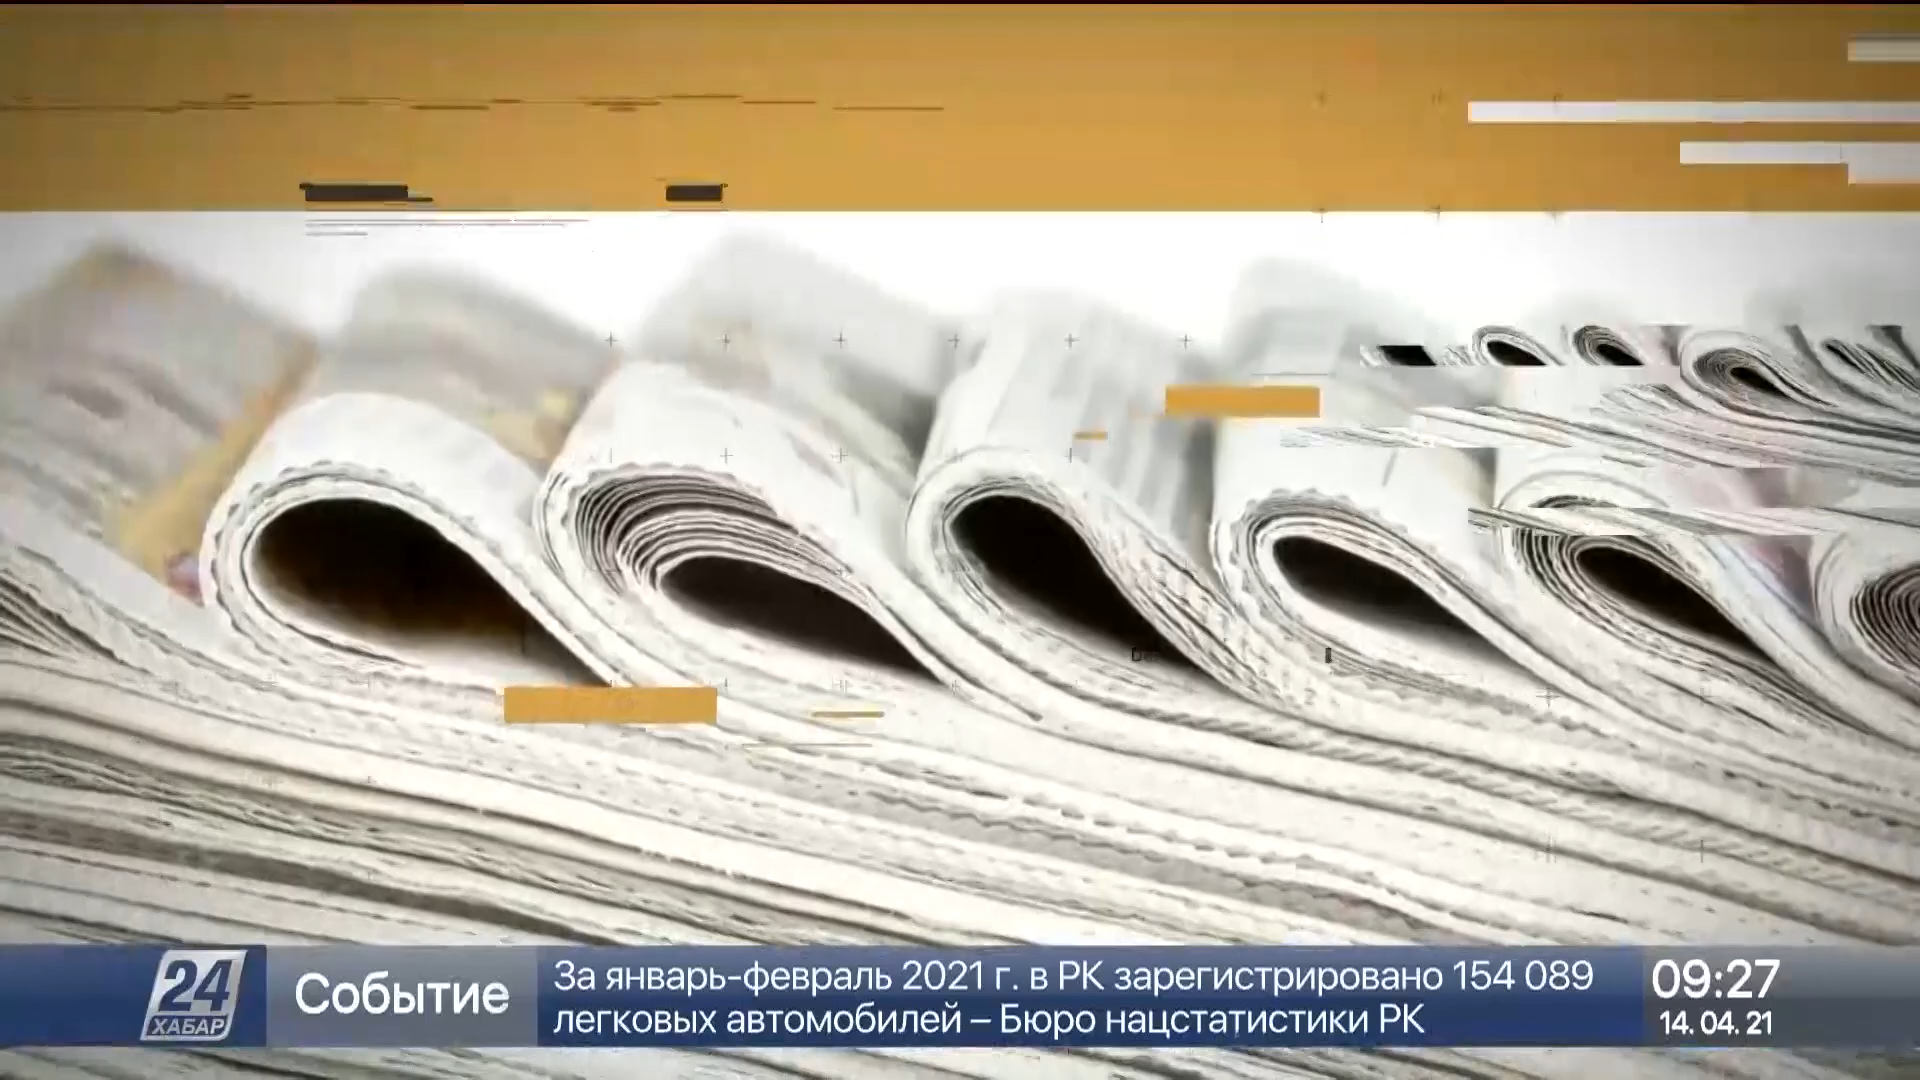 24
ХАБАР
Событие
За январь-февраль 2021 г. в РК зарегистрировано 154 089
легковых автомобилей – Бюро нацстатистики РК
09:27
14. 04. 21